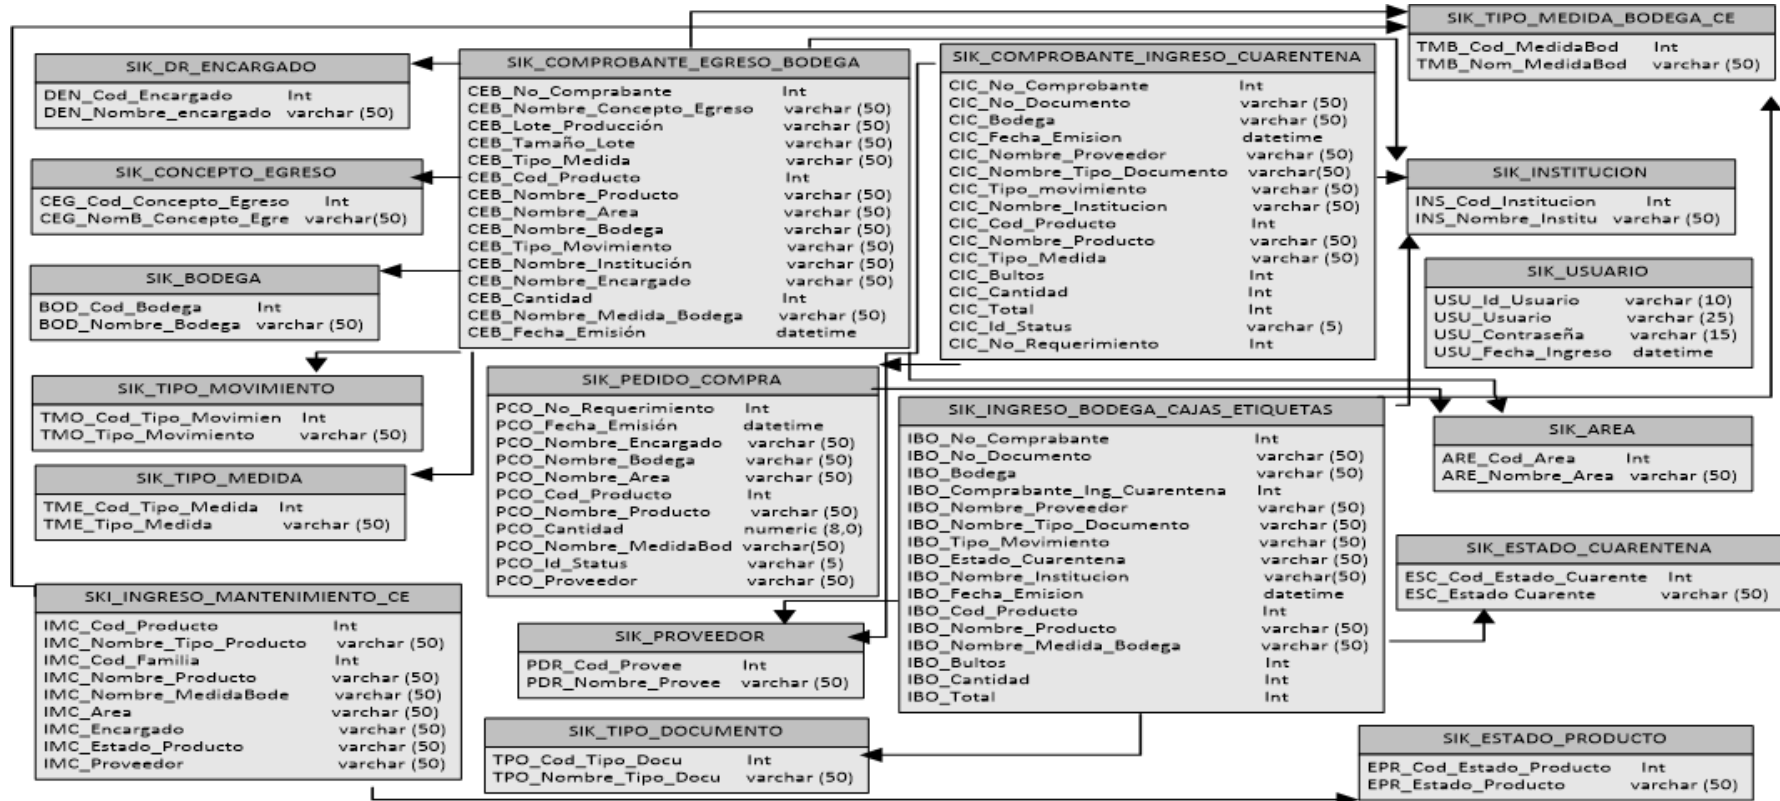 SIK_DR_ENCARGADO
DEN_Cod_Encargado Int
DEN_Nombre_encargado varchar (50)
SIK_CONCEPTO_EGRESO
CEG_Cod_Concepto_Egreso Int
CEG_NomB_Concepto_Egre varchar(50)
SIK_BODEGA
BOD_Cod_Bodega Int
BOD_Nombre_Bodega varchar (50)
SIK_TIPO_MOVIMIENTO
TMO_Cod_Tipo_Movimien Int
TMO_Tipo_Movimiento varchar (50)
SIK_TIPO_MEDIDA
TME_Cod_Tipo_Medida Int
TME_Tipo_Medida varchar (50)
SKI_INGRESO_MANTENIMIENTO_CE
IMC_Cod_Producto Int
IMC_Nombre_Tipo_Producto varchar (50)
IMC_Cod_Familia Int
IMC_Nombre_Producto varchar (50)
IMC_Nombre_MedidaBode varchar (50)
IMC_Area varchar (50)
IMC_Encargado varchar (50)
IMC_Estado_Producto varchar (50)
IMC_Proveedor varchar (50)
SIK_COMPROBANTE_EGRESO_BODEGA
CEB_No_Comprabante Int
CEB_Nombre_Concepto_Egreso varchar (50)
CEB_Lote_Producción varchar (50)
CEB_Tamaño_Lote varchar (50)
CEB_Tipo_Medida varchar (50)
CEB_Cod_Producto Int
CEB_Nombre_Producto varchar (50)
CEB_Nombre_Area varchar (50)
CEB_Nombre_Bodega varchar (50)
CEB_Tipo_Movimiento varchar (50)
CEB_Nombre_Institución varchar (50)
CEB_Nombre_Encargado varchar (50)
CEB_Cantidad Int
CEB_Nombre_Medida_Bodega varchar (50)
CEB_Fecha_Emisión datetime
SIK_PEDIDO_COMPRA
PCO_No_Requerimiento Int
PCO_Fecha_Emisión datetime
PCO_Nombre_Encargado varchar (50)
PCO_Nombre_Bodega varchar (50)
PCO_Nombre_Area varchar (50)
PCO_Cod_Producto Int
PCO_Nombre_Producto varchar (50)
PCO_Cantidad numeric (8,0)
PCO_Nombre_MedidaBod varchar(50)
PCO_Id_Status varchar (5)
PCO_Proveedor varchar (50)
SIK_PROVEEDOR
PDR_Cod_Provee Int
PDR_Nombre_Provee varchar (50)
SIK_TIPO_DOCUMENTO
TPO_Cod_Tipo_Docu Int
TPO_Nombre_Tipo_Docu varchar (50)
SIK_COMPROBANTE_INGRESO_CUARENTENA
CIC_No_Comprobante Int
CIC_No_Documento varchar (50)
CIC_Bodega varchar (50)
CIC_Fecha_Emision datetime
CIC_Nombre_Proveedor varchar (50)
CIC_Nombre_Tipo_Documento varchar(50)
CIC_Tipo_movimiento varchar (50)
CIC_Nombre_Institucion varchar (50)
CIC_Cod_Producto Int
CIC_Nombre_Producto varchar (50)
CIC_Tipo_Medida varchar (50)
CIC_Bultos Int
CIC_Cantidad Int
CIC_Total Int
CIC_Id_Status varchar (5)
CIC_No_Requerimiento Int
SIK_INGRESO_BODEGA_CAJAS_ETIQUETAS
IBO_No_Comprabante Int
IBO_No_Documento varchar (50)
IBO_Bodega varchar (50)
IBO_Comprabante_Ing_Cuarentena Int
IBO_Nombre_Proveedor varchar (50)
IBO_Nombre_Tipo_Documento varchar (50)
IBO_Tipo_Movimiento varchar (50)
IBO_Estado_Cuarentena varchar (50)
IBO_Nombre_Institucion varchar(50)
IBO_Fecha_Emision datetime
IBO_Cod_Producto Int
IBO_Nombre_Producto varchar (50)
IBO_Nombre_Medida_Bodega varchar (50)
IBO_Bultos Int
IBO_Cantidad Int
IBO_Total Int
SIK_TIPO_MEDIDA_BODEGA_CE
TMB_Cod_MedidaBod Int
TMB_Nom_MedidaBod varchar (50)
SIK_INSTITUCION
INS_Cod_Institucion Int
INS_Nombre_Institu varchar (50)
SIK_USUARIO
USU_Id_Usuario varchar (10)
USU_Usuario varchar (25)
USU_Contraseña varchar (15)
USU_Fecha_Ingreso datetime
SIK_AREA
ARE_Cod_Area Int
ARE_Nombre_Area varchar (50)
SIK_ESTADO_CUARENTENA
ESC_Cod_Estado_Cuarente Int
ESC_Estado Cuarente varchar (50)
SIK_ESTADO_PRODUCTO
EPR_Cod_Estado_Producto Int
EPR_Estado_Producto varchar (50)